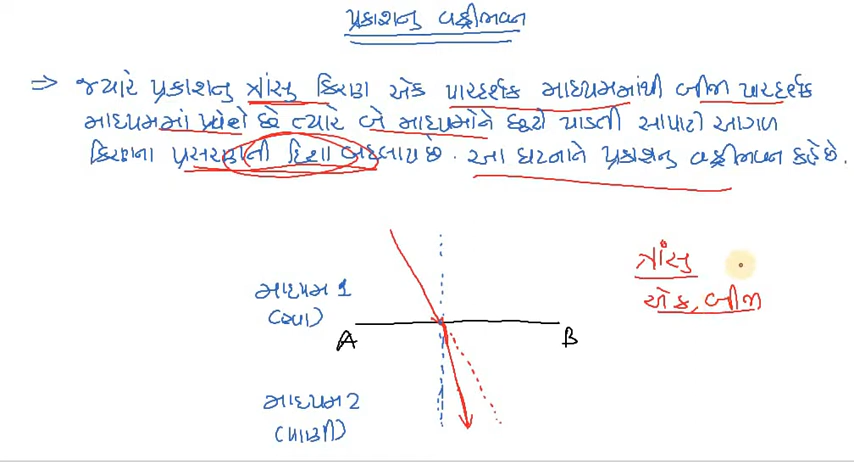 પ્રકાશનુ વક્રીભવન
⇒ જ્યારે પ્રકાશનુ ત્રાંસુ કિરણ એક પારદર્શક માધ્યમમાંથી બીજા પારદર્શક
માધ્યમમાં પ્રવેશે છે ત્યારે બે માધ્યમોને છૂટી પાડતી સપાટી આગળ
કિરણના પ્રસરણની દિશા બદલાય છે. આ ઘટનાને પ્રકાશનુ વક્રીભવન કહે છે.
ત્રાંસુ
માધ્યમ 1
એક, બીજા
(હવા)
A B
માધ્યમ 2
(પાણી)